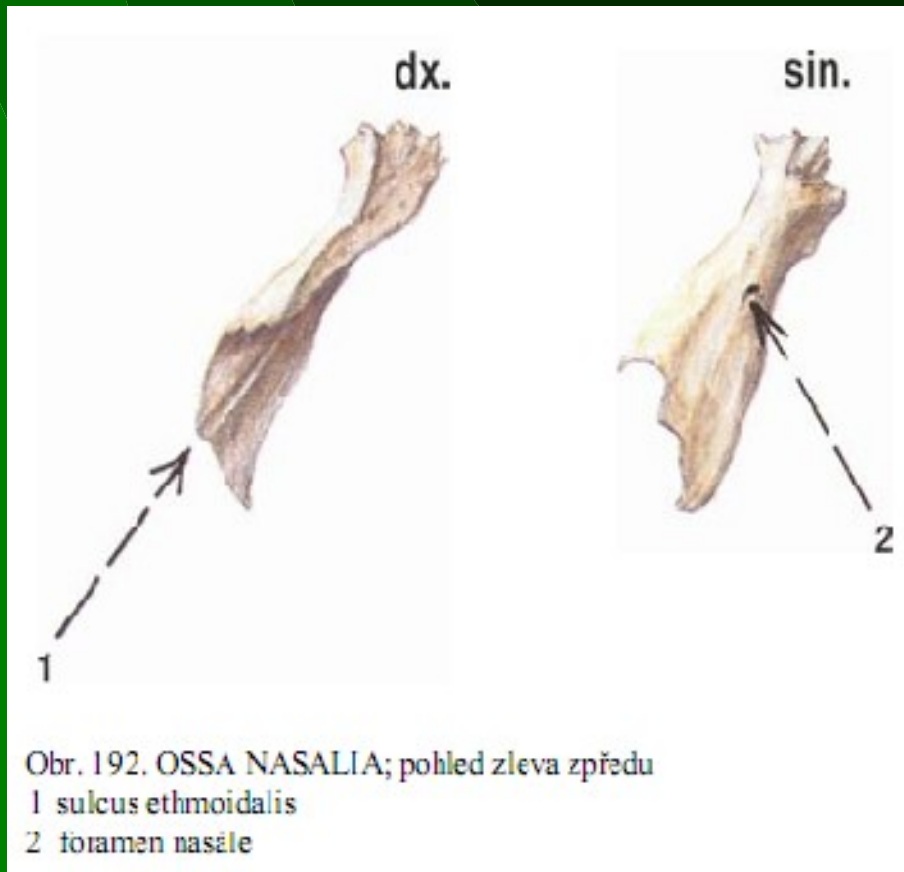 dx.
sin.
1
2
Obr. 192. OSSA NASALIA; pohled zleva zpředu
1 sulcus ethmoidalis
2 foramen nasale